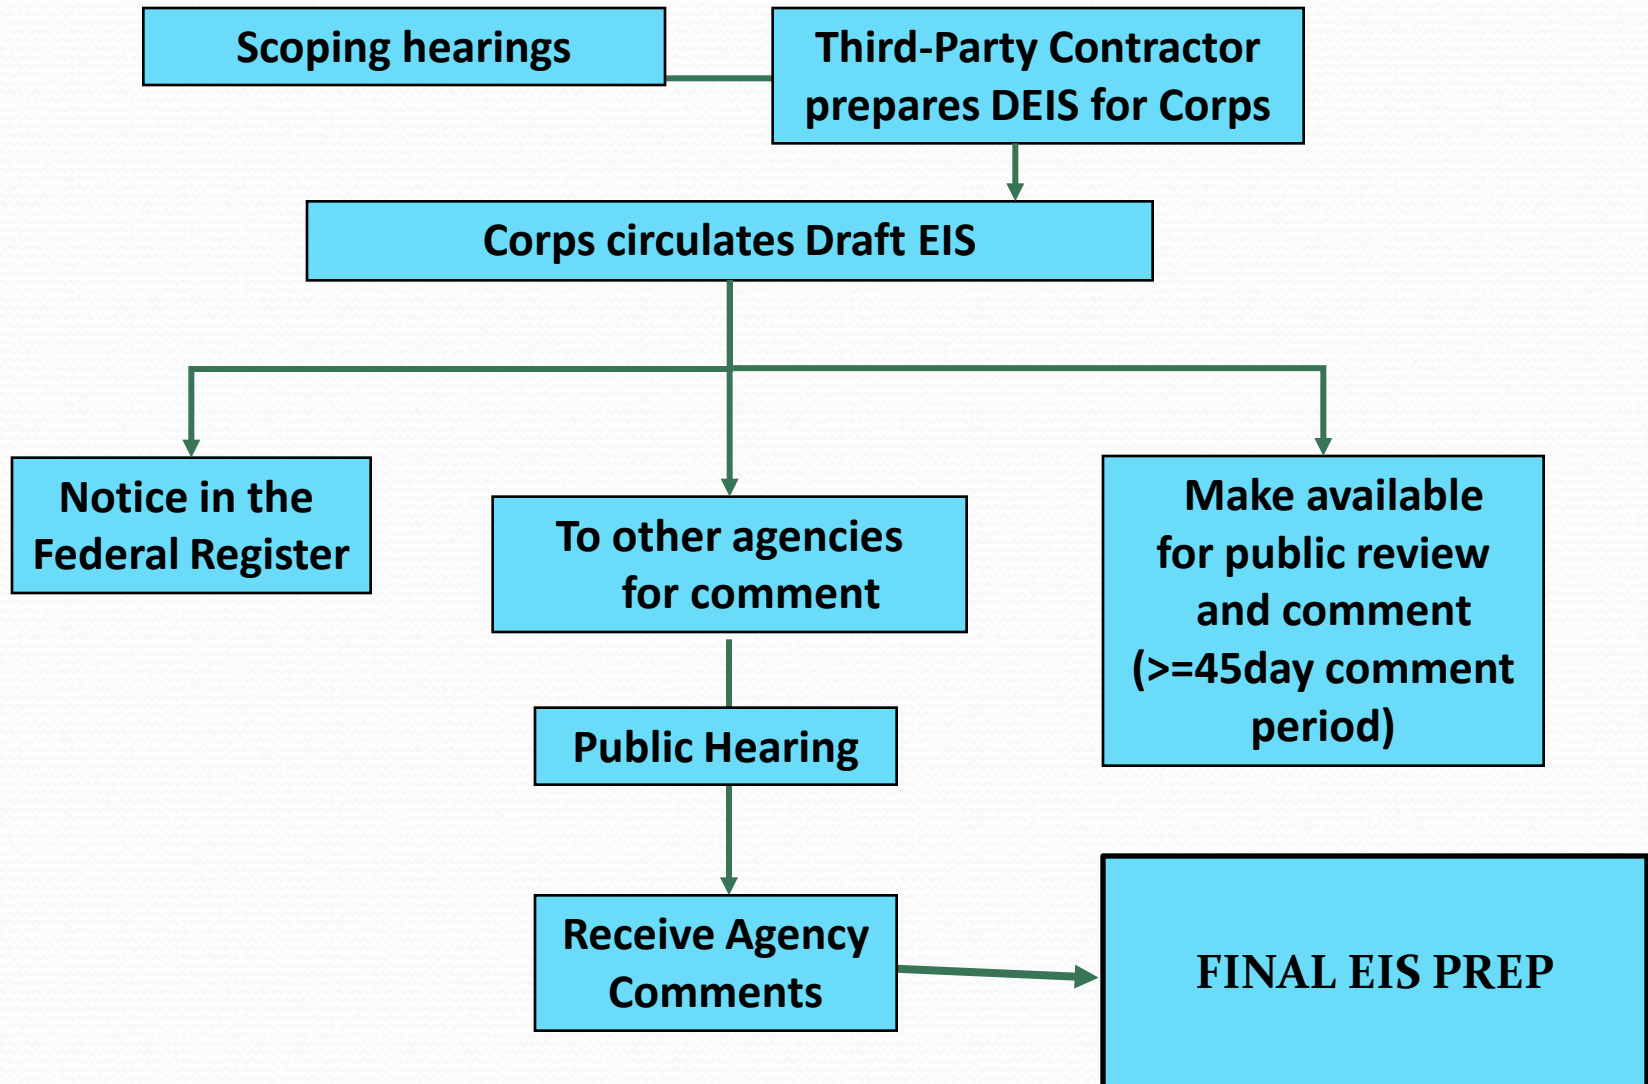 Scoping hearings
Third-Party Contractor
prepares DEIS for Corps
Corps circulates Draft EIS
Notice in the
Federal Register
To other agencies
for comment
Make available
for public review
and comment
(>=45day comment
period)
Public Hearing
Receive Agency
Comments
FINAL EIS PREP